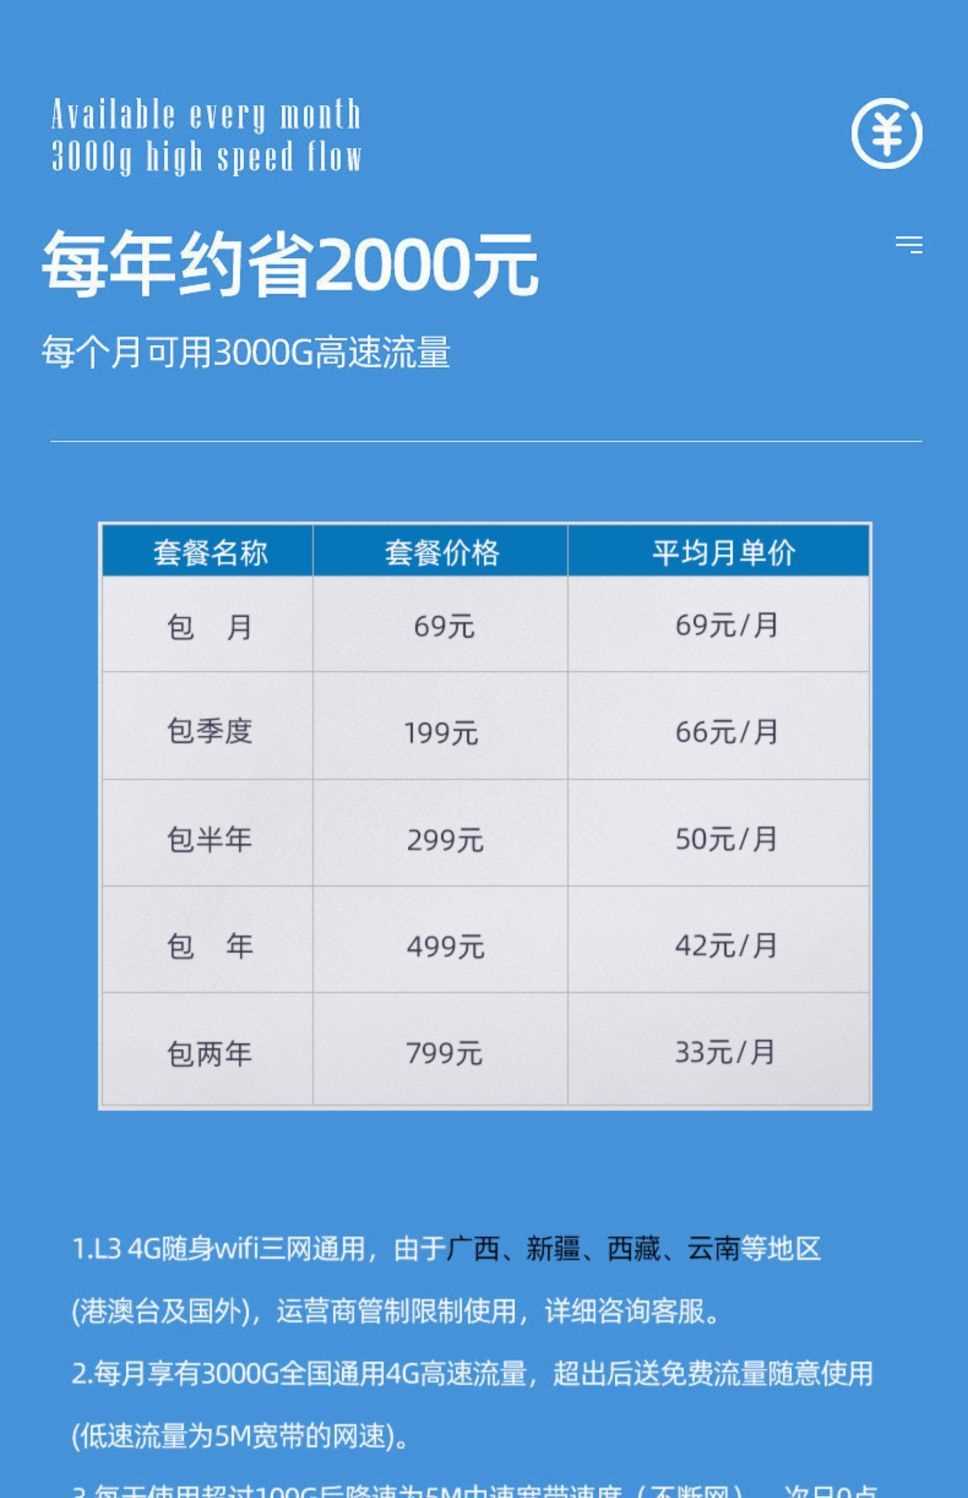 Available every month
3000g high speed flow
每年约省2000元
每个月可用3000G高速流量
套餐名称 套餐价格 平均月单价
包 月 69元 69元/月
包季度 199元 66元/月
包半年 299元 50元/月
包 年 499元 42元/月
包两年 799元 33元/月
1.L3 4G随身wifi三网通用，由于广西、新疆、西藏、云南等地区
(港澳台及国外)，运营商管制限制使用，详细咨询客服。
2.每月享有3000G全国通用4G高速流量，超出后送免费流量随意使用
(低速流量为5M宽带的网速)。
3.每天使用超过100G后降速为5M中速宽带速度（不断网），次日0点